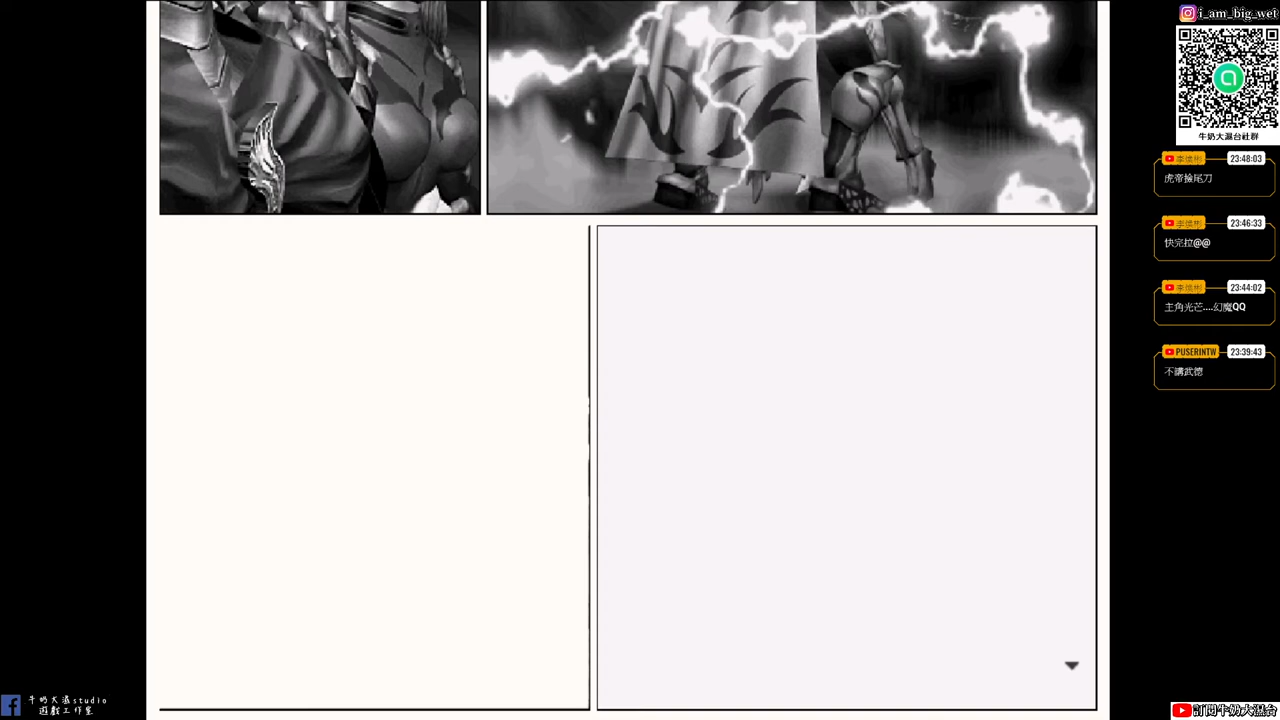 i_am_big_wet
牛奶大濕台社群
23:48:03
虎帝撿尾刀
23:46:33
快完拉@@
23:44:02
主角光芒....幻魔QQ
PUSERINTW
23:39:43
不講武德
牛奶大濕studio
遊戲工作室
訂閱牛奶大濕台